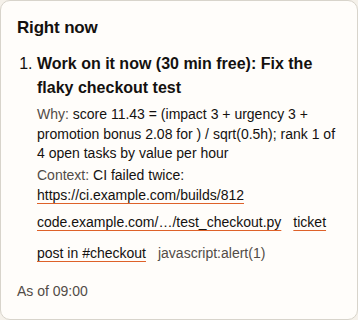 Right now
1. Work on it now (30 min free): Fix the
flaky checkout test
Why: score 11.43 = (impact 3 + urgency 3 +
promotion bonus 2.08 for ) / sqrt(0.5h); rank 1 of
4 open tasks by value per hour
Context: CI failed twice:
https://ci.example.com/builds/812
code.example.com/…/test_checkout.py ticket
post in #checkout javascript:alert(1)
As of 09:00